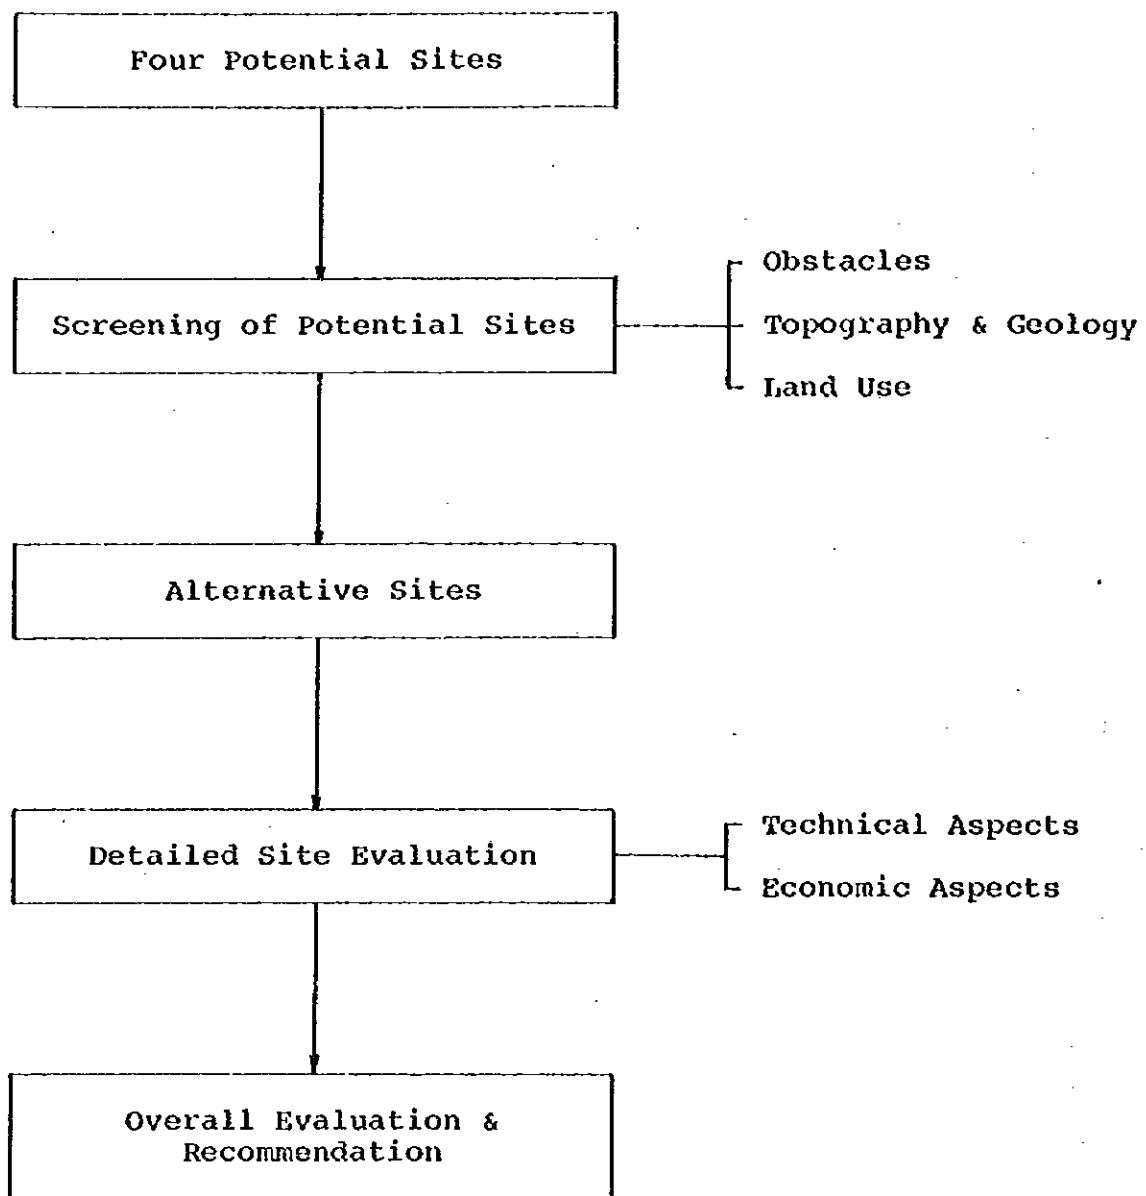 Four Potential Sites
Screening of Potential Sites
Obstacles
Topography & Geology
Land Use
Alternative Sites
Detailed Site Evaluation
Technical Aspects
Economic Aspects
Overall Evaluation &
Recommendation